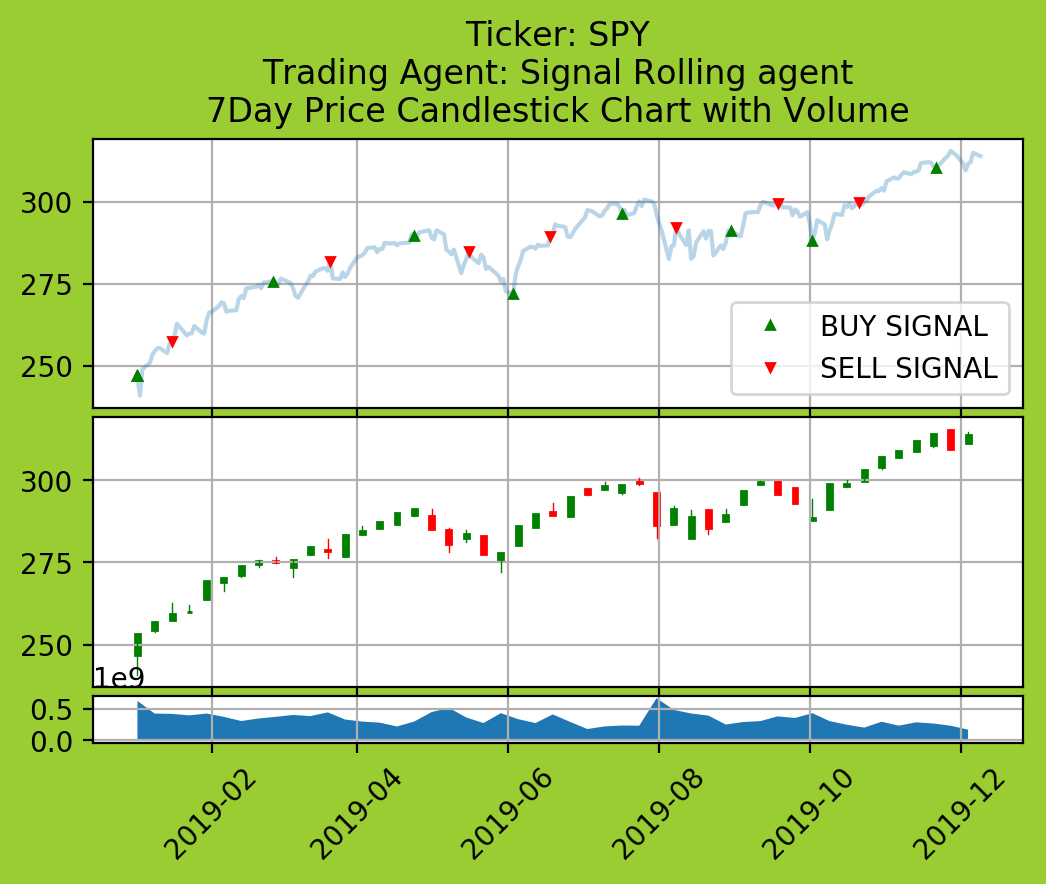 Ticker: SPY
Trading Agent: Signal Rolling agent
7Day Price Candlestick Chart with Volume
300
275
250
BUY SIGNAL
SELL SIGNAL
300
275
250
1e9
0.5
0.0
2019-02
2019-04
2019-06
2019-08
2019-10
2019-12